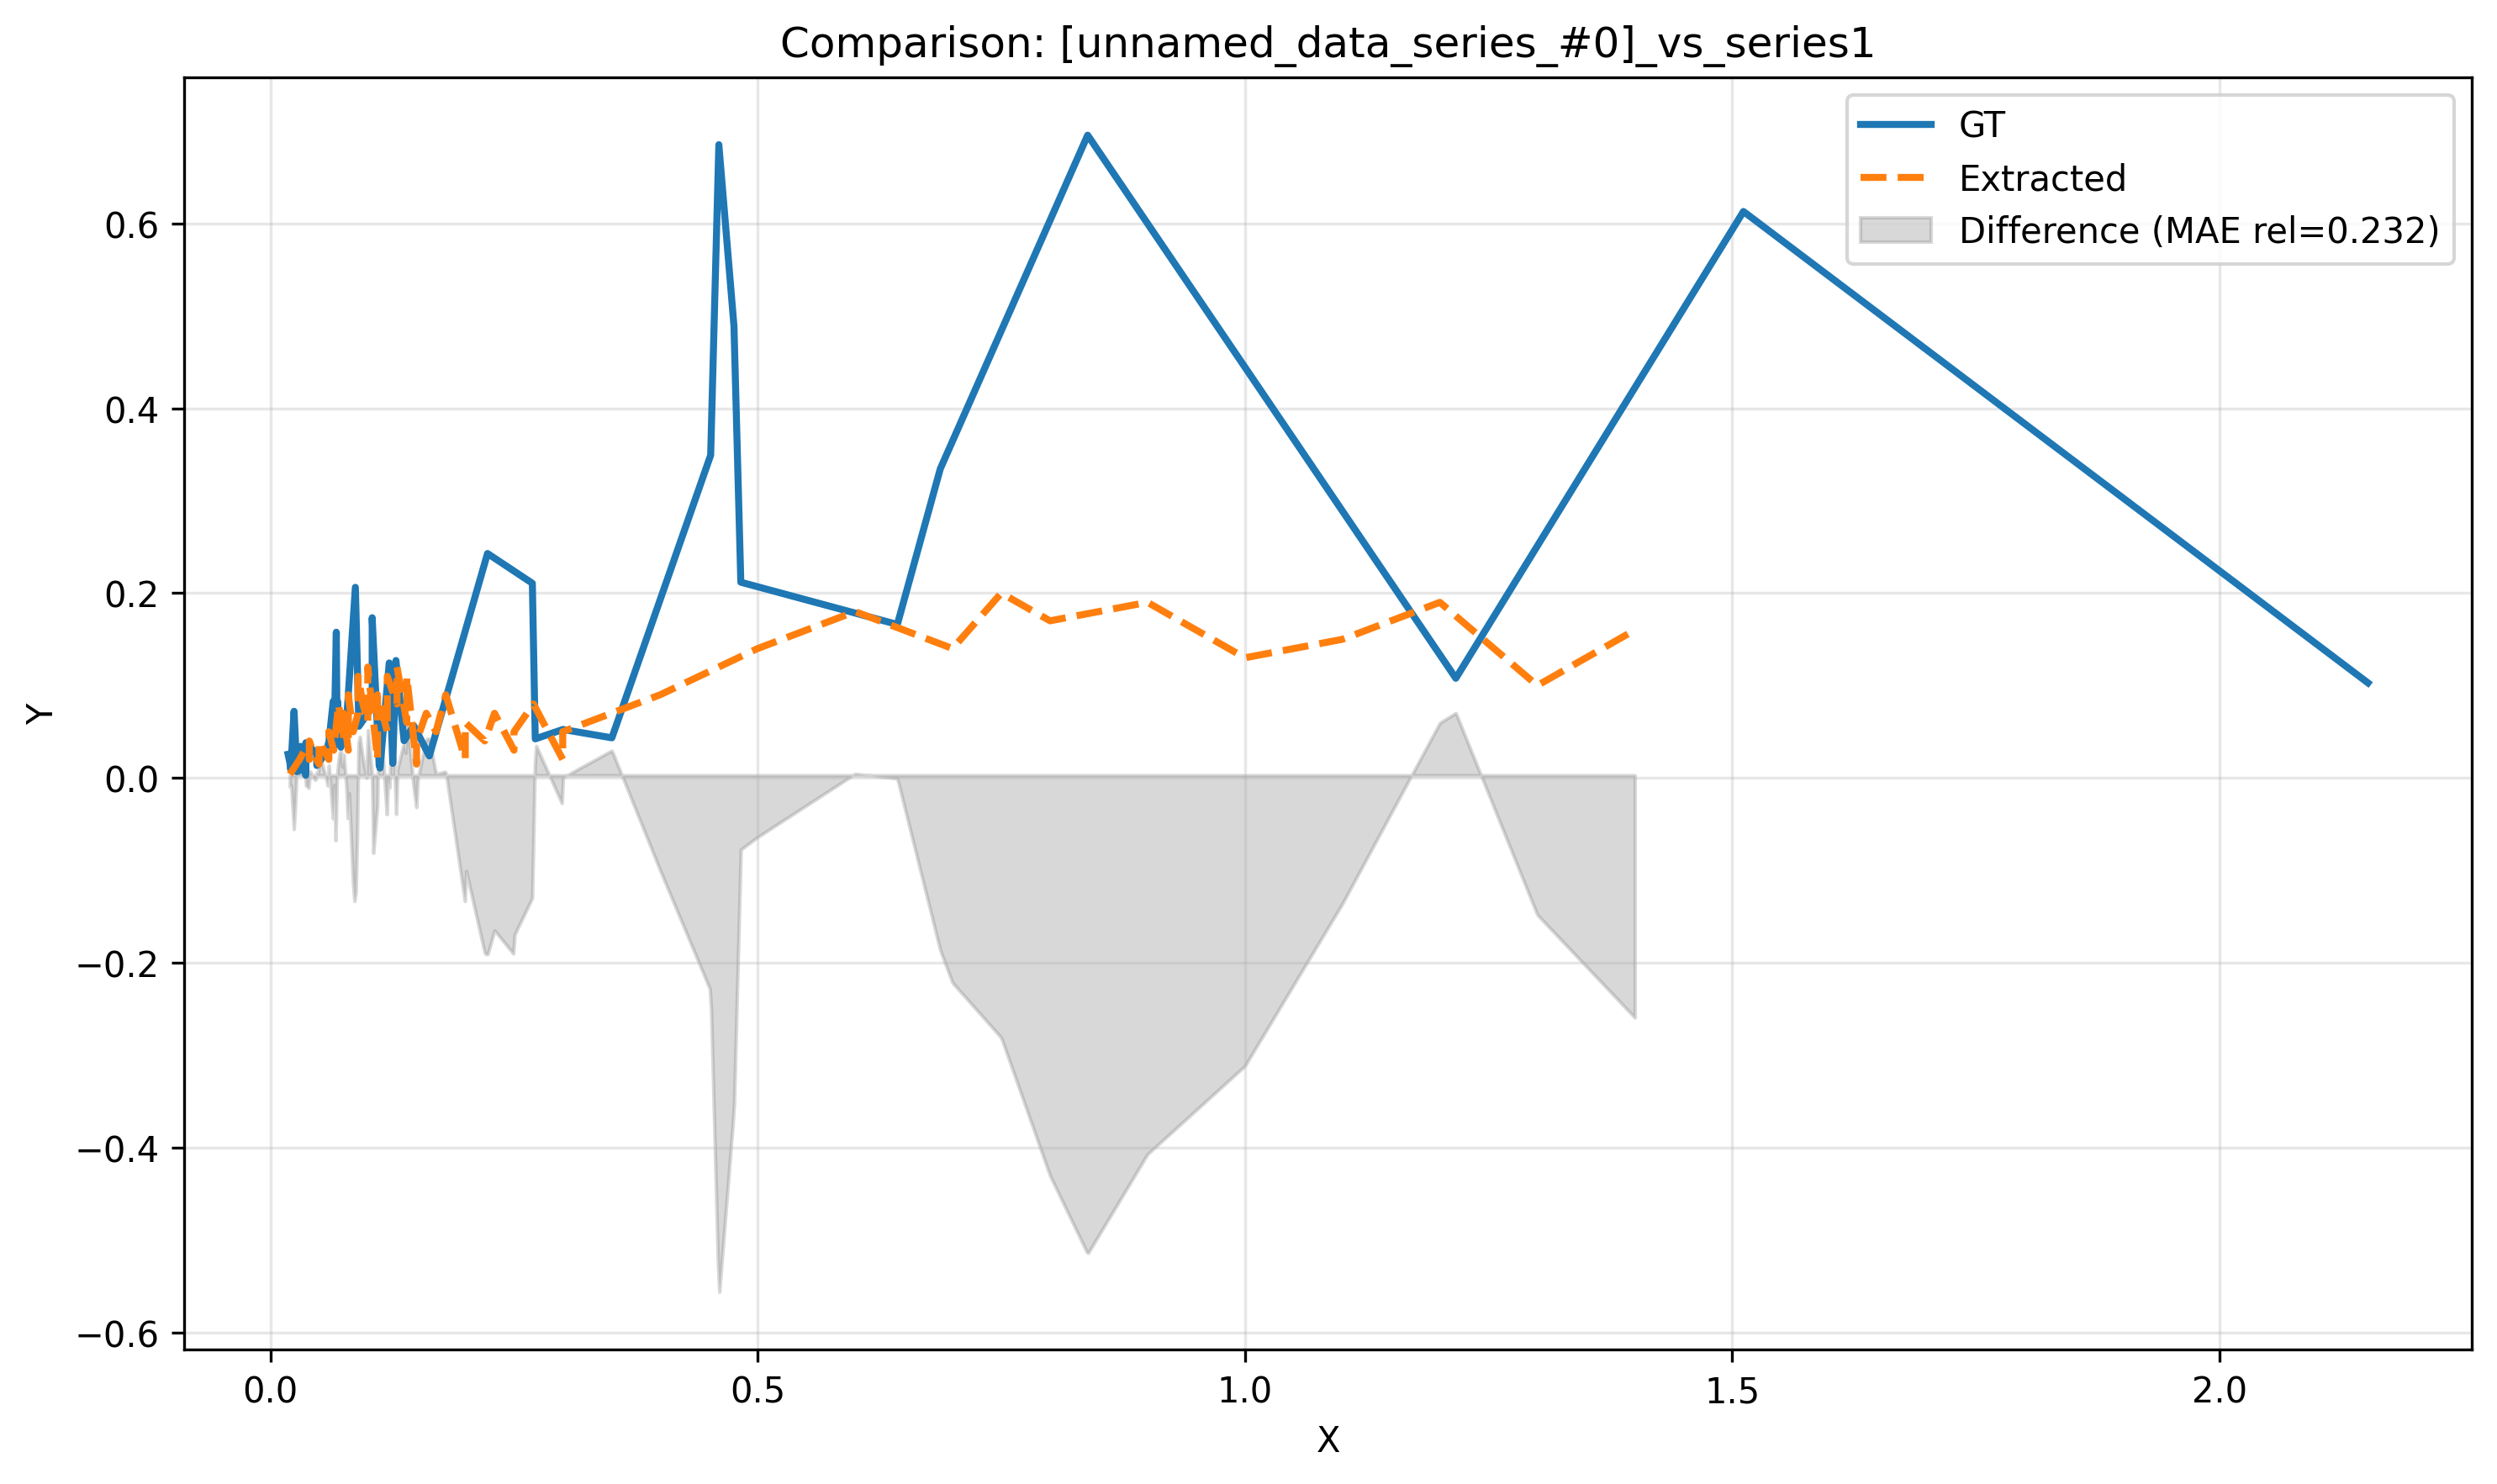 Comparison: [unnamed_data_series_#0]_vs_series1
GT
Extracted
Difference (MAE rel=0.232)
0.6
0.4
0.2
0.0
−0.2
−0.4
−0.6
Y
0.0 0.5 1.0 1.5 2.0
X